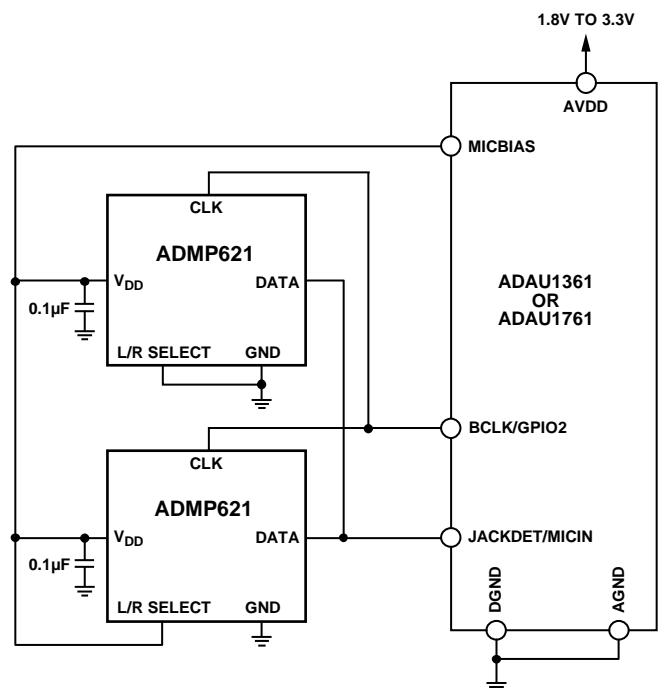 1.8V TO 3.3V
AVDD
MICBIAS
CLK
ADMP621
VDD
DATA
0.1µF
L/R SELECT
GND
ADAU1361
OR
ADAU1761
BCLK/GPIO2
CLK
ADMP621
VDD
DATA
JACKDET/MICIN
0.1µF
L/R SELECT
GND
DGND
AGND